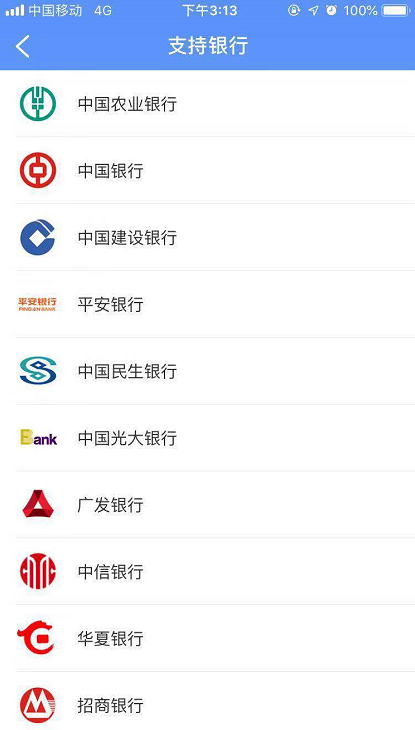 中国移动 4G 下午3:13 100%
支持银行
中国农业银行
中国银行
中国建设银行
平安银行
PING AN BANK
平安银行
中国民生银行
Bank
中国光大银行
广发银行
中信银行
华夏银行
招商银行